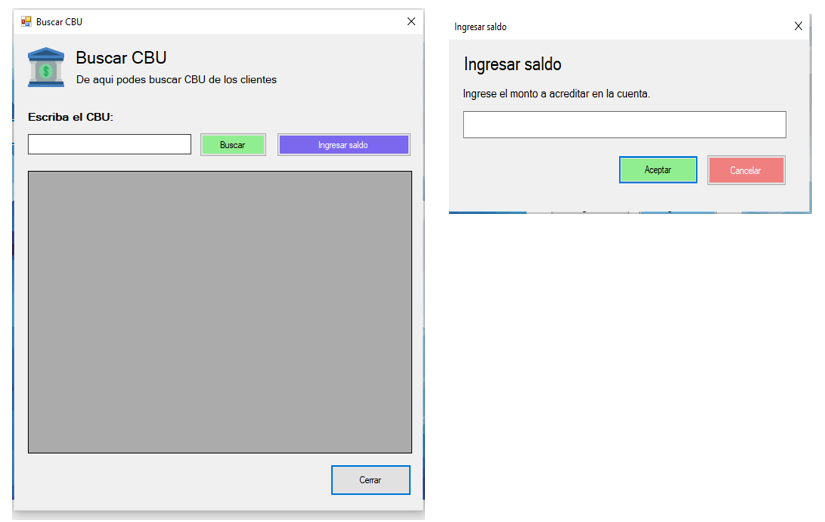 Buscar CBU
Buscar CBU
De aqui podes buscar CBU de los clientes
Escriba el CBU:
Buscar
Ingresar saldo
Cerrar
Ingresar saldo
Ingresar saldo
Ingrese el monto a acreditar en la cuenta.
Aceptar
Cancelar